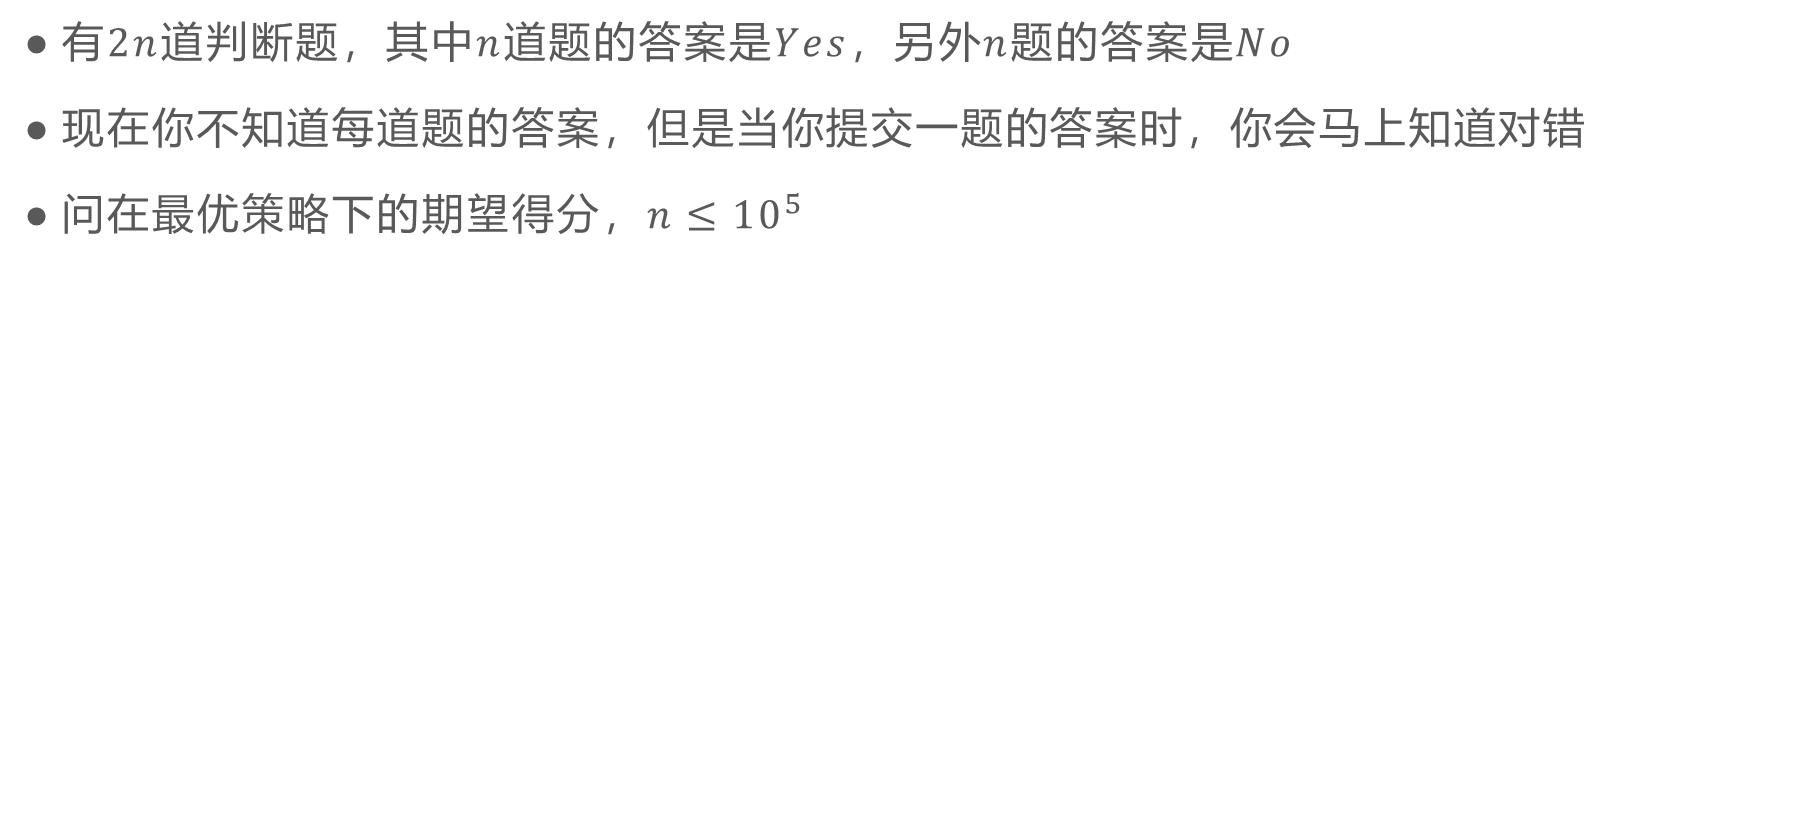 ● 有2n道判断题，其中n道题的答案是Yes，另外n题的答案是No
● 现在你不知道每道题的答案，但是当你提交一题的答案时，你会马上知道对错
● 问在最优策略下的期望得分，n ≤ 10⁵